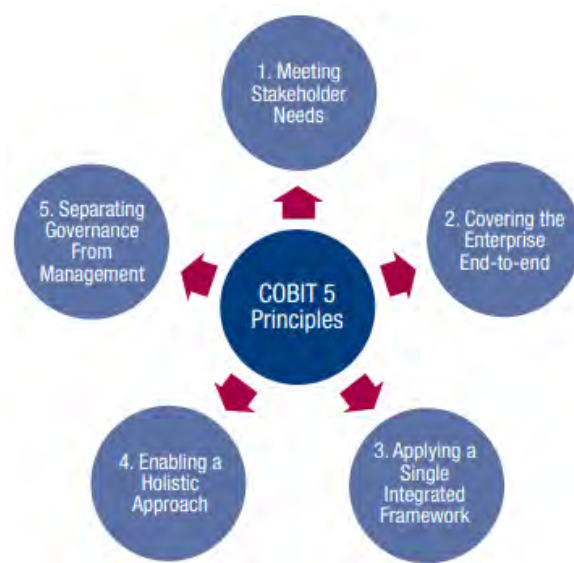 1. Meeting
Stakeholder
Needs
5. Separating
Governance
From
Management
2. Covering the
Enterprise
End-to-end
COBIT 5
Principles
4. Enabling a
Holistic
Approach
3. Applying a
Single
Integrated
Framework